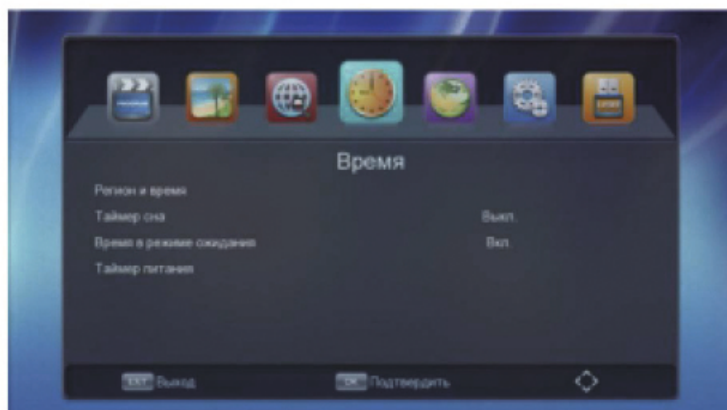 Время
Регион и время
Таймер сна Выкл.
Время в режиме ожидания Вкл.
Таймер питания
EXIT Выход OK Подтвердить